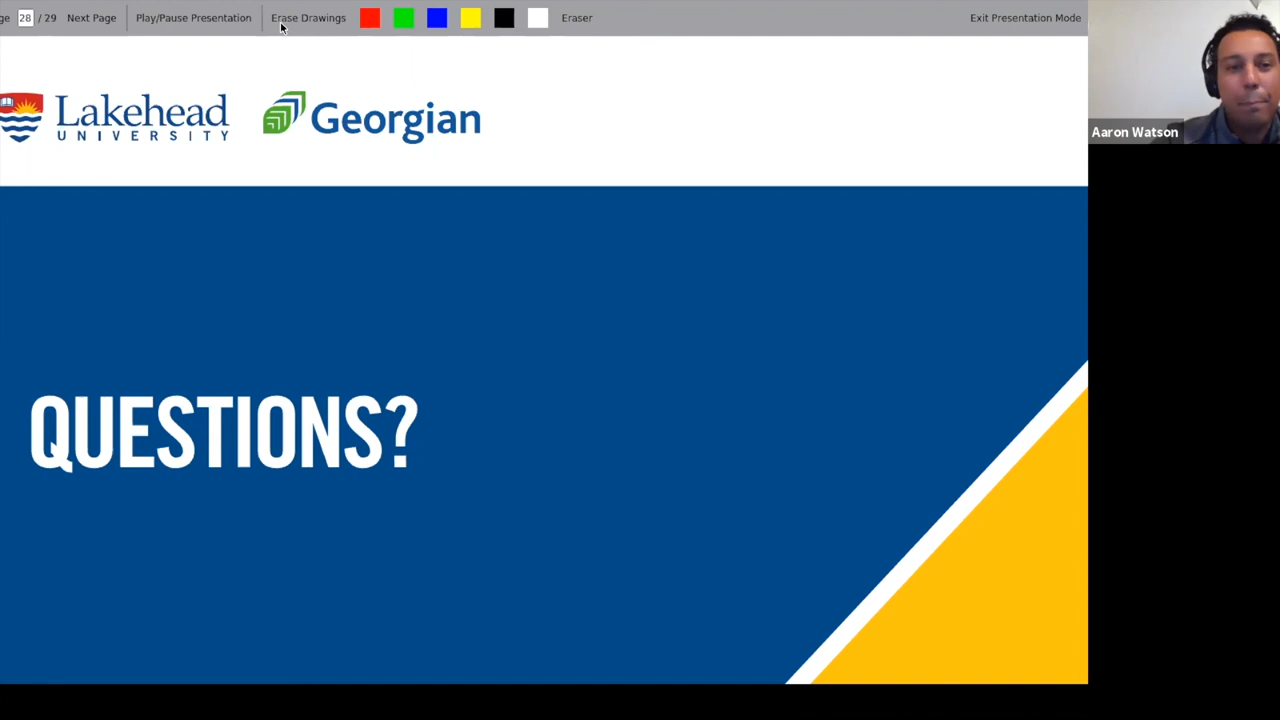 ge 28 / 29 Next Page Play/Pause Presentation Erase Drawings Eraser Exit Presentation Mode
Lakehead
UNIVERSITY
Georgian
Aaron Watson
QUESTIONS?